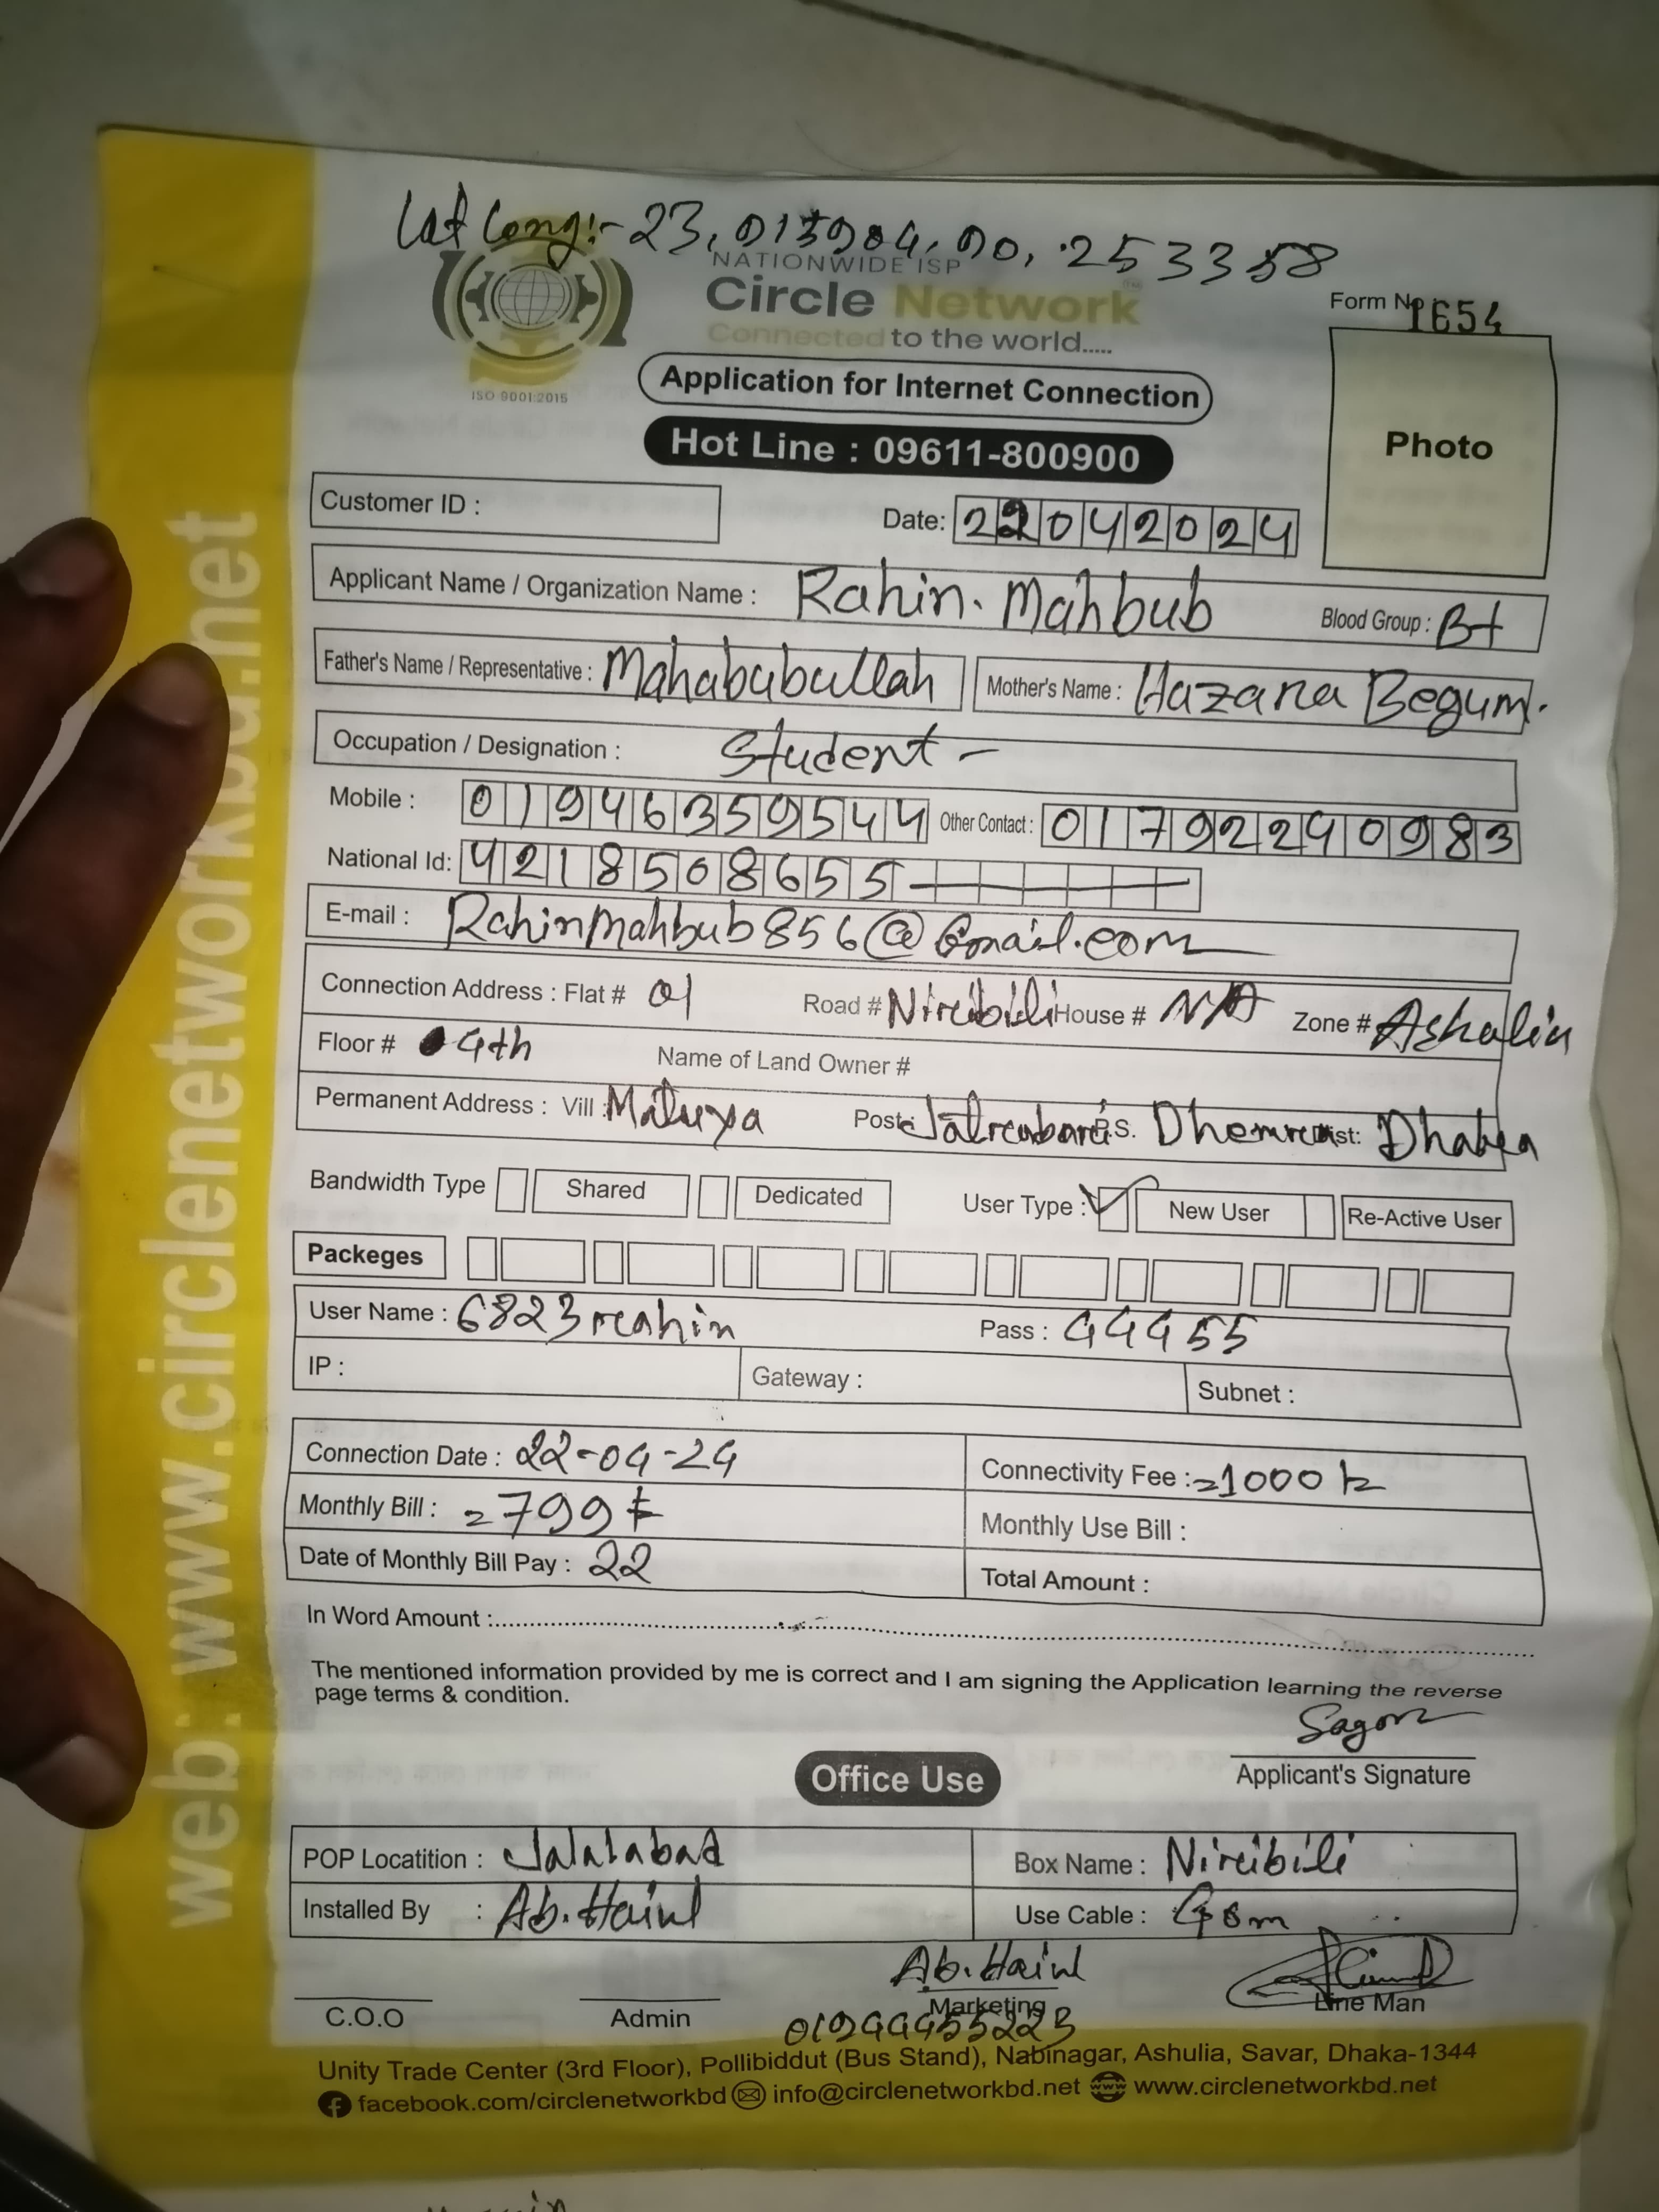 Lat Long:- 23.913904, 90.253358
NATIONWIDE ISP
Circle Network
Connected to the world.....
ISO 9001:2015
Form No 1654
Application for Internet Connection
Photo
Hot Line : 09611-800900
Customer ID :
Date: 22042024
Applicant Name / Organization Name : Rahin. Mahbub Blood Group : B+
Father's Name / Representative : Mahabubullah Mother's Name : Hazara Begum.
Occupation / Designation : Student -
Mobile : 01946359544 Other Contact : 01792290983
National Id: 4218508655
E-mail : Rahinmahbub856@Gmail.com
Connection Address : Flat # 01 Road # Niribili House # N/A Zone # Ashulia
Floor # 4th Name of Land Owner #
Permanent Address : Vill : Matuya Post: Jatrabari P.S. Dhemra Dist: Dhaka
Bandwidth Type Shared Dedicated User Type : New User Re-Active User
Packeges
User Name : 6823rahin Pass : 44455
IP : Gateway : Subnet :
Connection Date : 22-04-24 Connectivity Fee : =1000
Monthly Bill : =799 Monthly Use Bill :
Date of Monthly Bill Pay : 22 Total Amount :
In Word Amount :
The mentioned information provided by me is correct and I am signing the Application learning the reverse
page terms & condition.
Sagor
Applicant's Signature
Office Use
POP Locatition : Jalalabad Box Name : Niribili
Installed By : Ab. Use Cable :
Ab.
C.O.O Admin Marketing Line Man
01944455223
Unity Trade Center (3rd Floor), Pollibiddut (Bus Stand), Nabinagar, Ashulia, Savar, Dhaka-1344
facebook.com/circlenetworkbd info@circlenetworkbd.net www.circlenetworkbd.net
web: www.circlenetworkbd.net